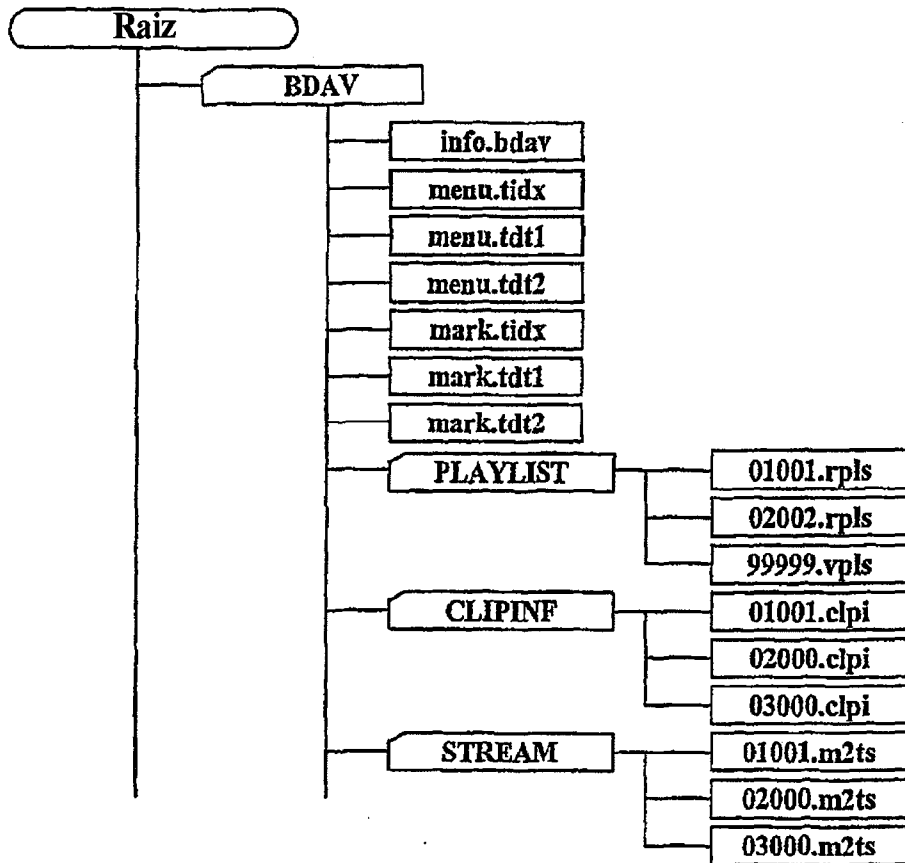 Raiz
BDAV
info.bdav
menu.tidx
menu.tdt1
menu.tdt2
mark.tidx
mark.tdt1
mark.tdt2
PLAYLIST
01001.rpls
02002.rpls
99999.vpls
CLIPINF
01001.clpi
02000.clpi
03000.clpi
STREAM
01001.m2ts
02000.m2ts
03000.m2ts